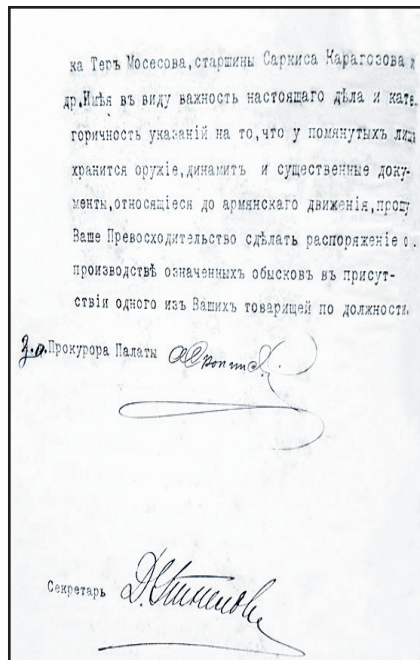 ка Теръ Мосесова, старшины Саркиса Карагозова и
др. Имѣя въ виду важность настоящаго дѣла и кате
горичность указаній на то, что у помянутыхъ лиц
хранится оружіе, динамитъ и существенные доку-
менты, относящіеся до армянскаго движенія, прошу
Ваше Превосходительство сдѣлать распоряженіе о
производствѣ означенныхъ обысковъ въ присут-
ствіи одного изъ Вашихъ товарищей по должности
Прокурора Палаты
Секретарь